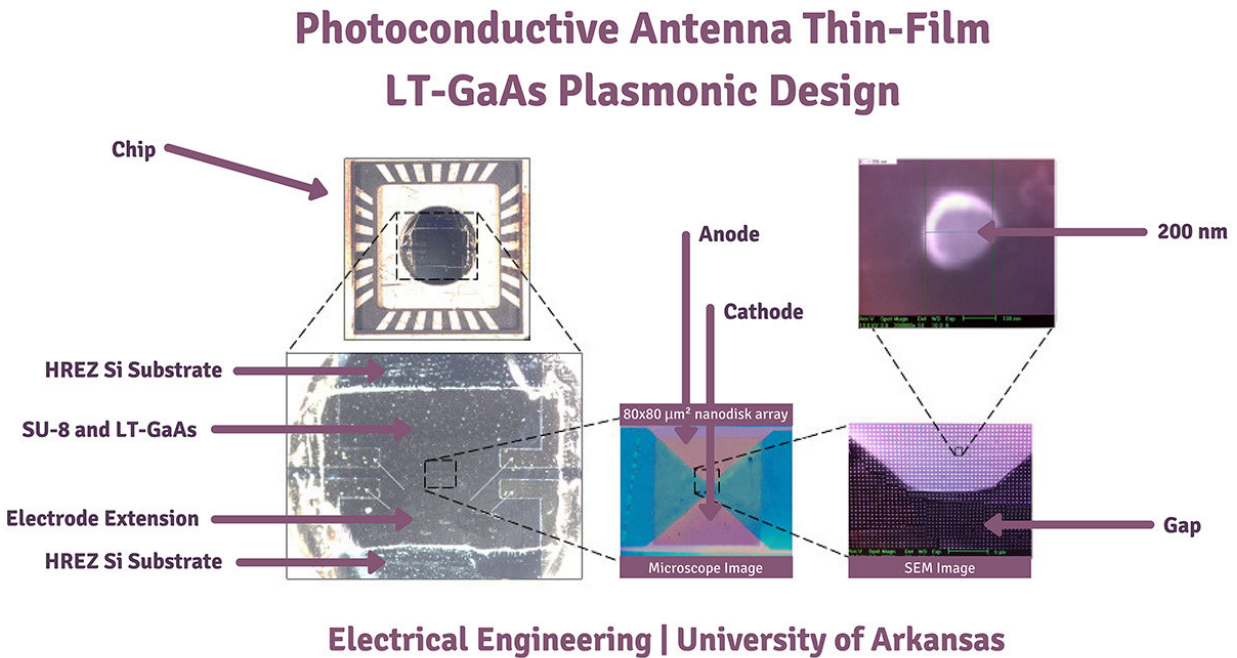 Photoconductive Antenna Thin-Film
LT-GaAs Plasmonic Design
Chip
Anode
200 nm
Cathode
HREZ Si Substrate
SU-8 and LT-GaAs
80x80 µm² nanodisk array
Electrode Extension
Gap
HREZ Si Substrate
Microscope Image
SEM Image
Electrical Engineering | University of Arkansas